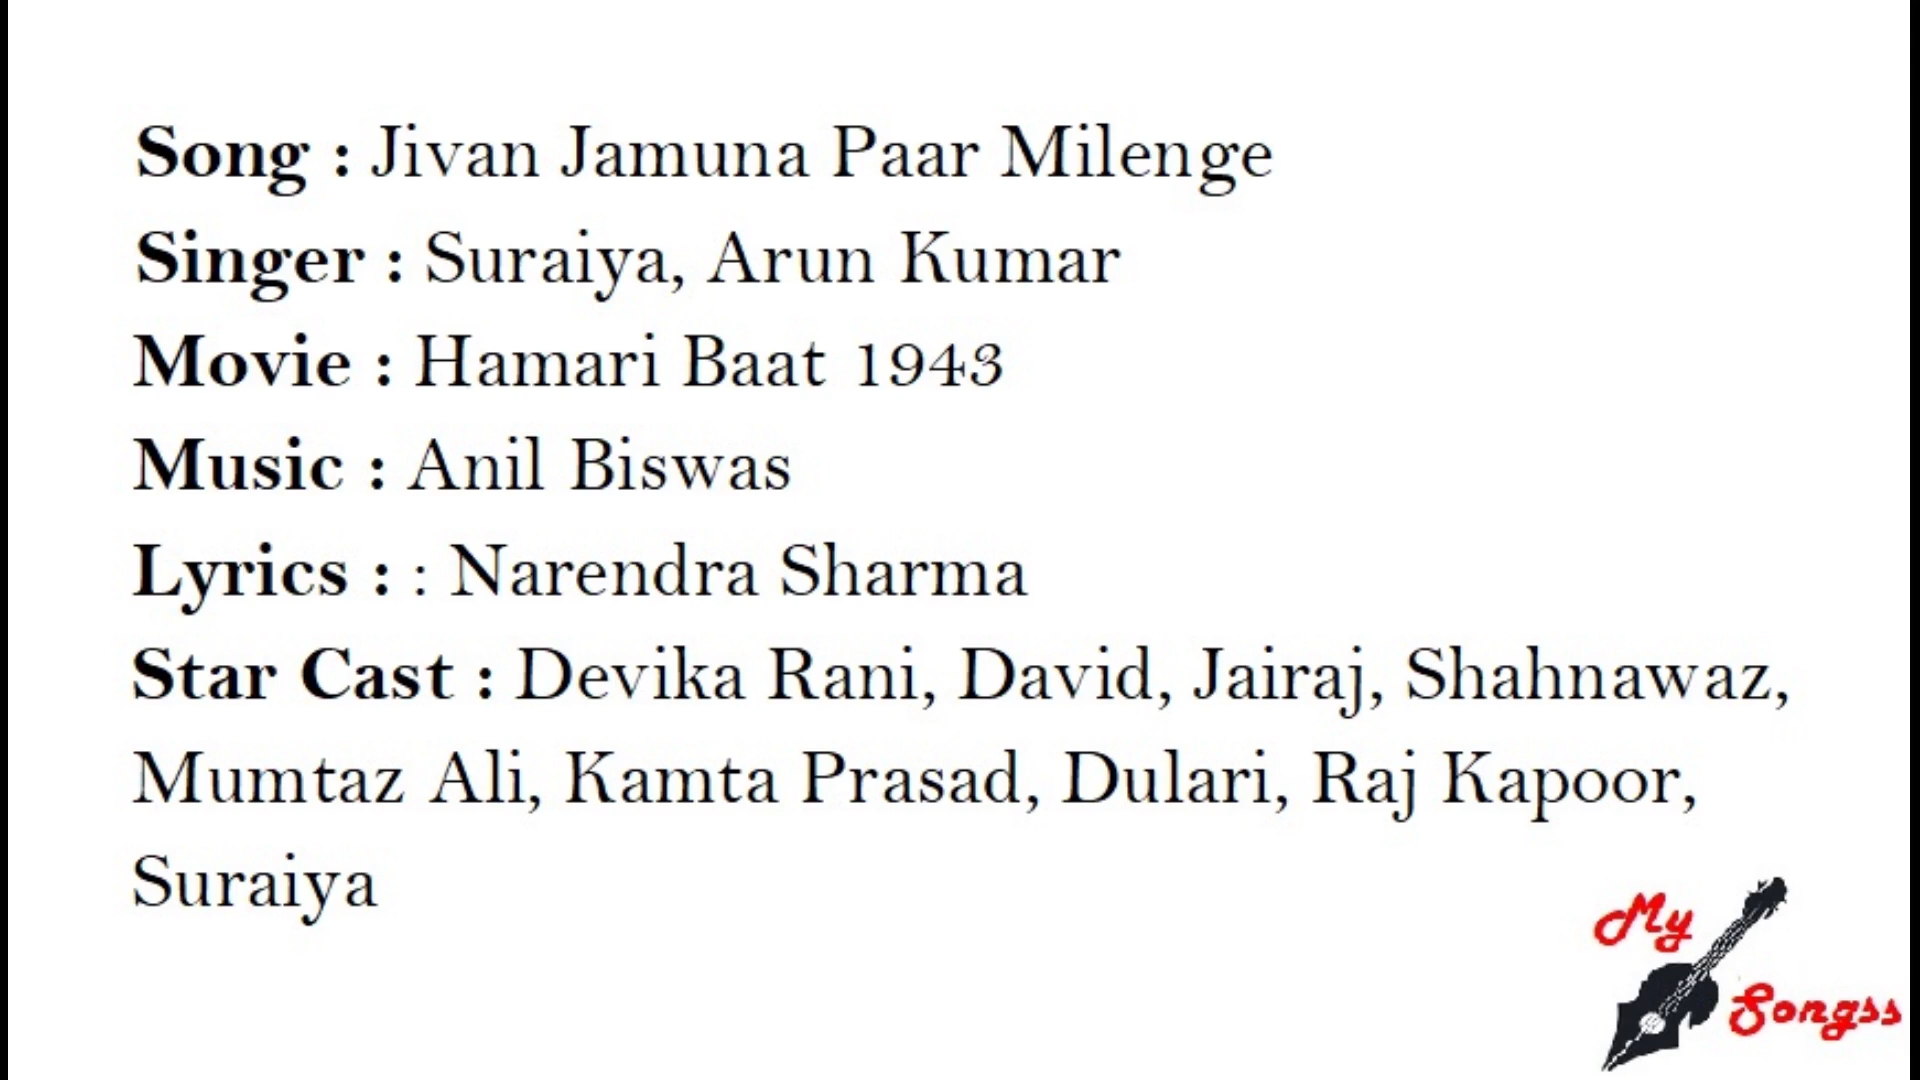 Song : Jivan Jamuna Paar Milenge
Singer : Suraiya, Arun Kumar
Movie : Hamari Baat 1943
Music : Anil Biswas
Lyrics : : Narendra Sharma
Star Cast : Devika Rani, David, Jairaj, Shahnawaz,
Mumtaz Ali, Kamta Prasad, Dulari, Raj Kapoor,
Suraiya
My
Songss